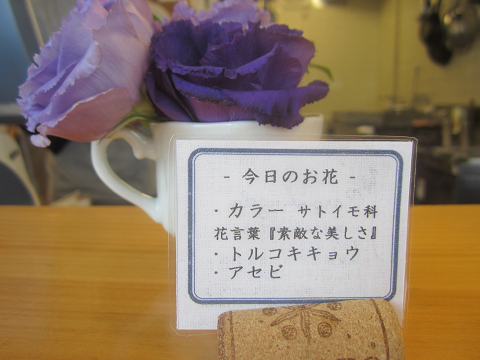 - 今日のお花 -
・カラー サトイモ科
花言葉『素敵な美しさ』
・トルコキキョウ
・アセビ